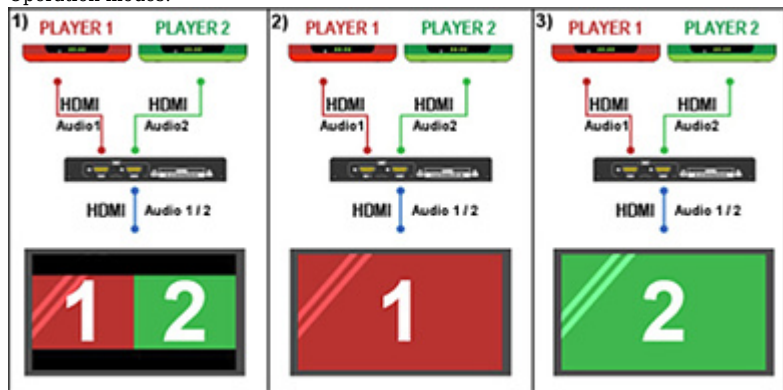 Operation modes:
1) PLAYER 1 PLAYER 2
HDMI HDMI
Audio1 Audio2
HDMI Audio 1 / 2
1 2
2) PLAYER 1 PLAYER 2
HDMI HDMI
Audio1 Audio2
HDMI Audio 1 / 2
1
3) PLAYER 1 PLAYER 2
HDMI HDMI
Audio1 Audio2
HDMI Audio 1 / 2
2